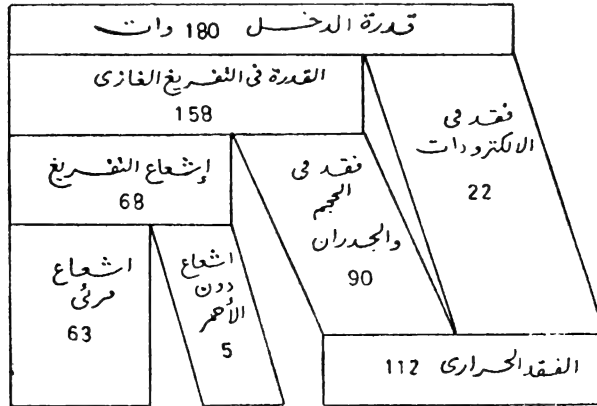 قدرة الدخل 180 وات
القدرة فى التفريغ الغازى
158
فقد فى
الالكترودات
22
إشعاع التفريغ
68
فقد فى
الحجم
والجدران
90
اشعاع
مرئى
63
اشعاع
دون
الأحمر
5
الفقد الحرارى 112